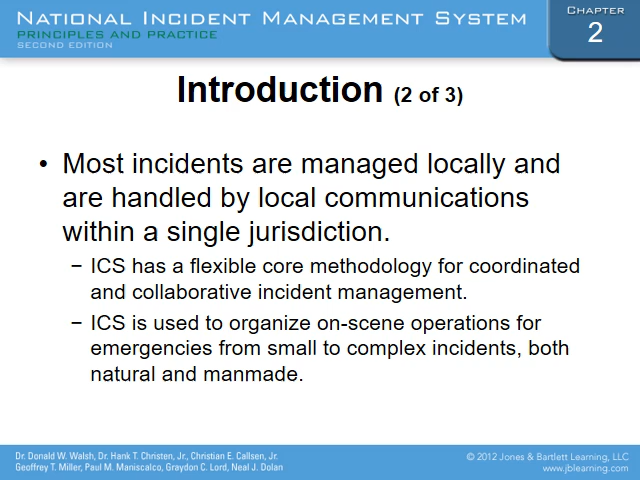 NATIONAL INCIDENT MANAGEMENT SYSTEM
PRINCIPLES AND PRACTICE
SECOND EDITION
CHAPTER
2
Introduction (2 of 3)
• Most incidents are managed locally and
are handled by local communications
within a single jurisdiction.
− ICS has a flexible core methodology for coordinated
and collaborative incident management.
− ICS is used to organize on-scene operations for
emergencies from small to complex incidents, both
natural and manmade.
Dr. Donald W. Walsh, Dr. Hank T. Christen, Jr., Christian E. Callsen, Jr.
Geoffrey T. Miller, Paul M. Maniscalco, Graydon C. Lord, Neal J. Dolan
© 2012 Jones & Bartlett Learning, LLC
www.jblearning.com